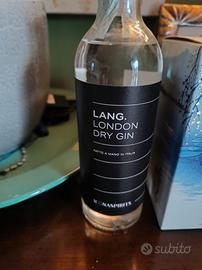 LANG.
LONDON
DRY GIN
FATTO A MANO IN ITALIA
subito